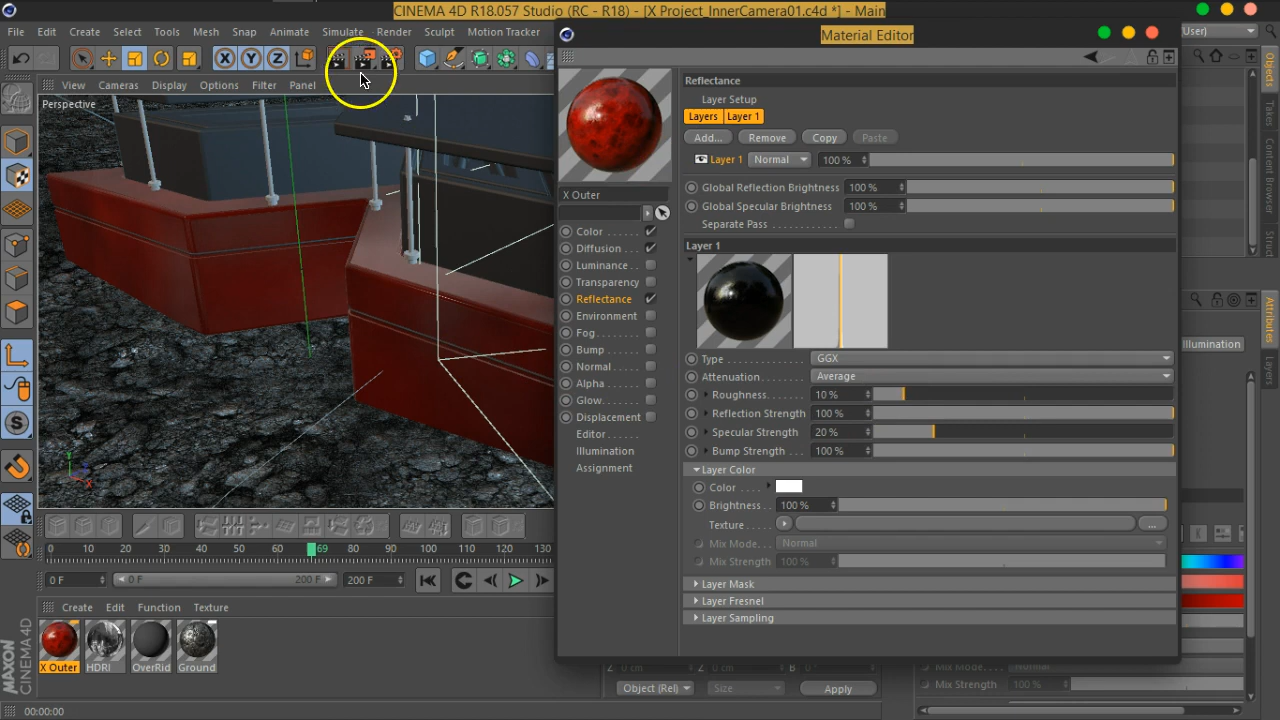 CINEMA 4D R18.057 Studio (RC - R18) - [X Project_InnerCamera01.c4d *] - Main
File Edit Create Select Tools Mesh Snap Animate Simulate Render Sculpt Motion Tracker
User)
Material Editor
View Cameras Display Options Filter Panel
Perspective
Reflectance
Layer Setup
Layers Layer 1
Add... Remove Copy Paste
Layer 1 Normal 100 %
Global Reflection Brightness 100 %
Global Specular Brightness 100 %
Separate Pass
X Outer
Color
Diffusion
Luminance
Transparency
Reflectance
Environment
Fog
Bump
Normal
Alpha
Glow
Displacement
Editor
Illumination
Assignment
Layer 1
Type GGX
Attenuation Average
Roughness 10 %
Reflection Strength 100 %
Specular Strength 20 %
Bump Strength 100 %
Layer Color
Color
Brightness 100 %
Texture ...
Mix Mode Normal
Mix Strength 100 %
Layer Mask
Layer Fresnel
Layer Sampling
Objects
Takes
Content Browser
Struct
Attributes
Layers
Illumination
0 10 20 30 40 50 60 69 80 90 100 110 120 130
0 F 0 F 200 F 200 F
Create Edit Function Texture
X Outer HDRI OverRid Ground
Z 0 cm Z 0 cm B 0 °
Object (Rel) Size Apply
Mix Mode... Normal
Mix Strength 100 %
MAXON
CINEMA 4D
00:00:00
X Y Z